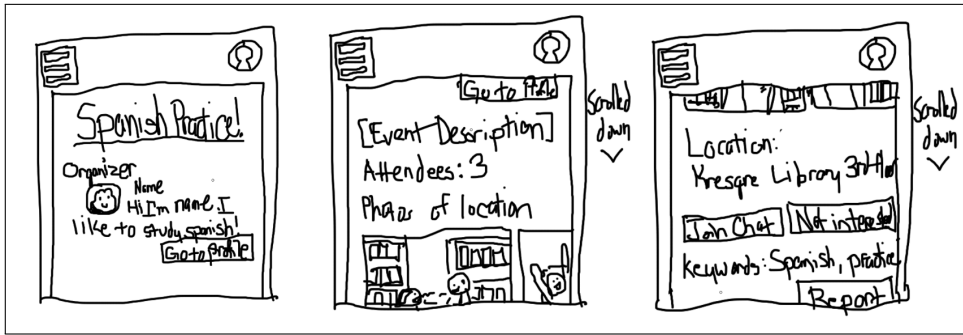 Spanish Practice!
Organizer
Name
Hi I'm name. I
like to study spanish!
Go to profile
Go to Profile
[Event Description]
Attendees: 3
Photos of location
Scrolled
down
Location:
Kresge Library 3rd floor
Join Chat
Not interested
Keywords: Spanish, practice
Report
Scrolled
down